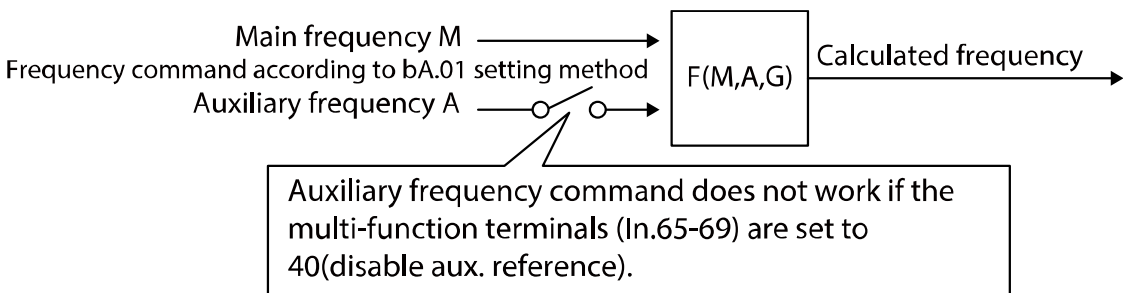 Main frequency M
Frequency command according to bA.01 setting method
Auxiliary frequency A
F(M,A,G)
Calculated frequency
Auxiliary frequency command does not work if the
multi-function terminals (In.65-69) are set to
40(disable aux. reference).